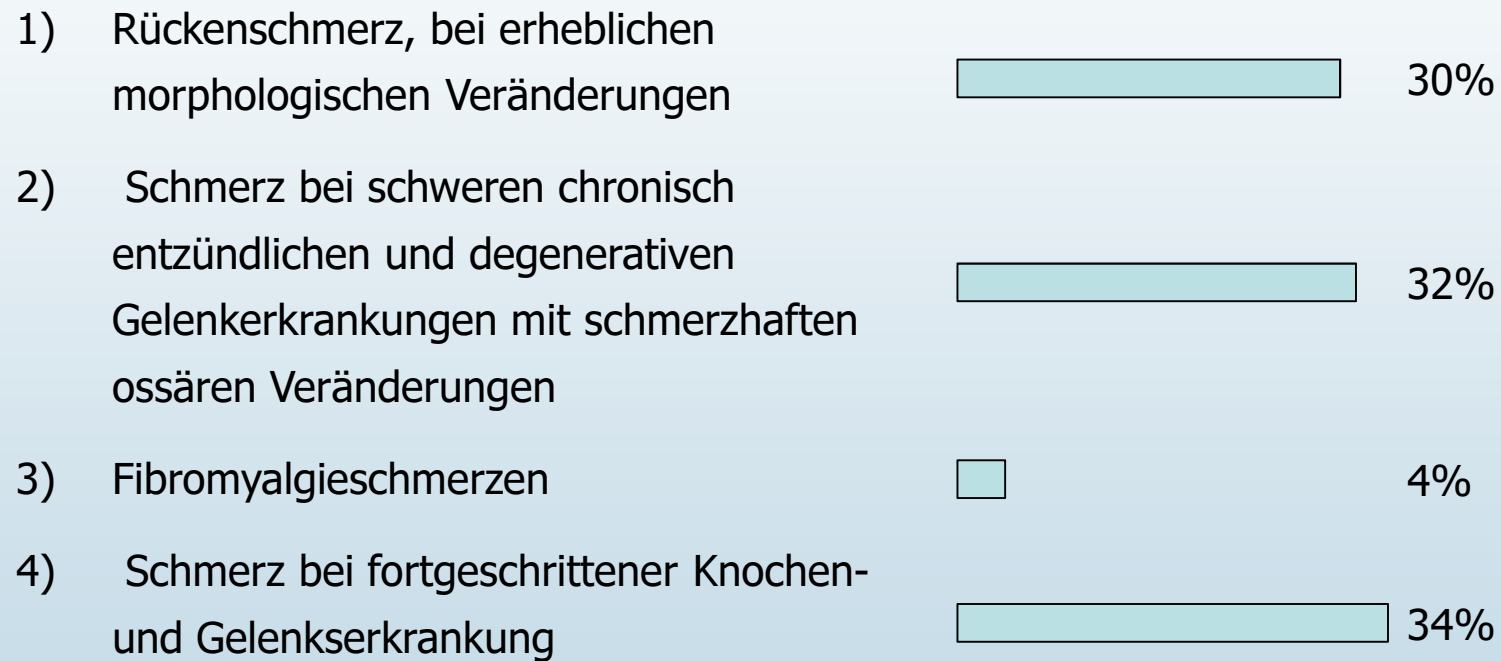 1) Rückenschmerz, bei erheblichen
morphologischen Veränderungen
30%
2) Schmerz bei schweren chronisch
entzündlichen und degenerativen
Gelenkerkrankungen mit schmerzhaften
ossären Veränderungen
32%
3) Fibromyalgieschmerzen
4%
4) Schmerz bei fortgeschrittener Knochen-
und Gelenkserkrankung
34%